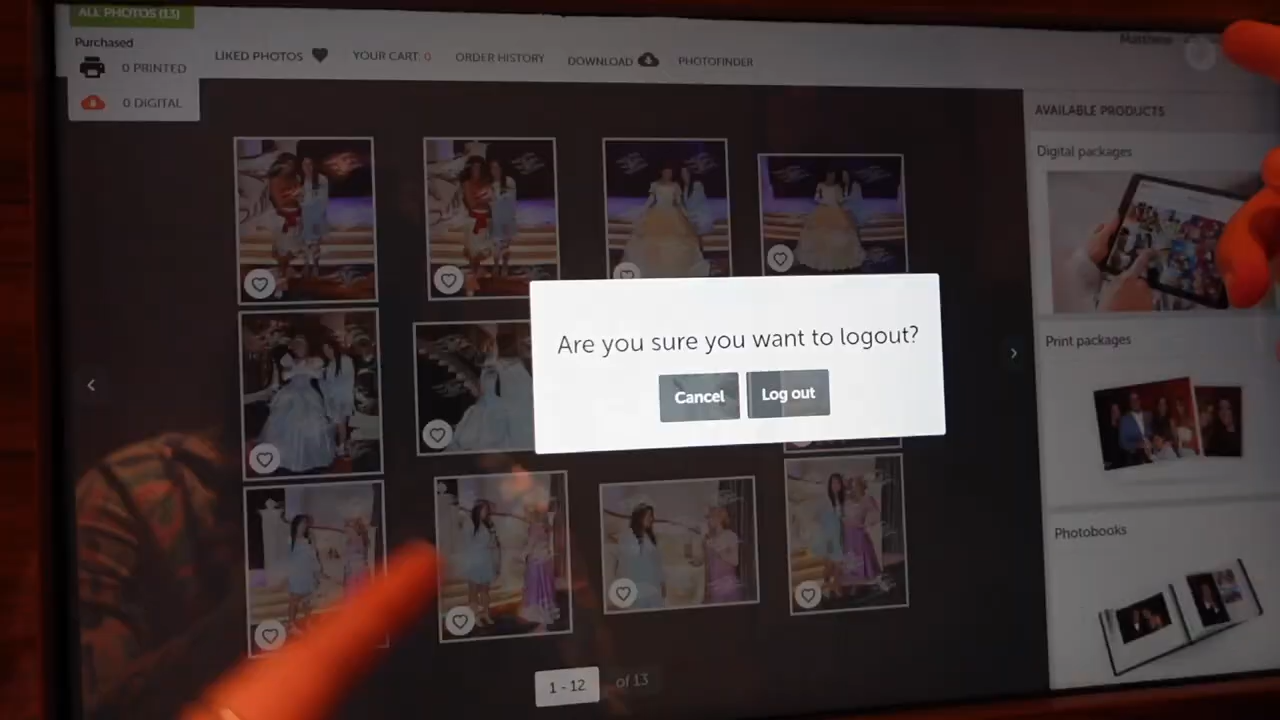 ALL PHOTOS (13)
Purchased
0 PRINTED
0 DIGITAL
LIKED PHOTOS
YOUR CART: 0
ORDER HISTORY
DOWNLOAD
PHOTOFINDER
AVAILABLE PRODUCTS
Digital packages
Print packages
Photobooks
Are you sure you want to logout?
Cancel
Log out
1 - 12 of 13